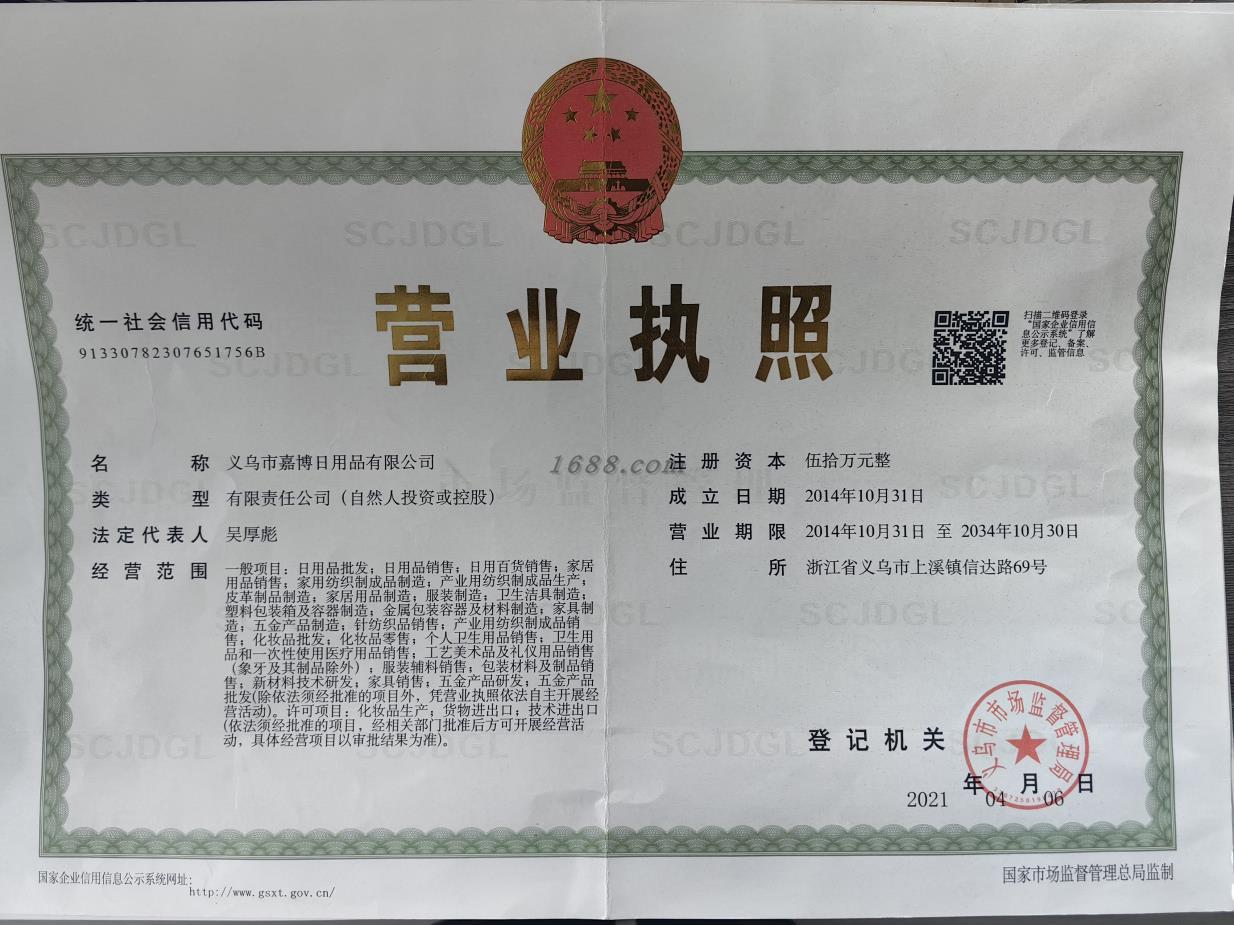 SCJDGL SCJDGL SCJDGL SCJDGL
营业执照
统一社会信用代码
91330782307651756B
扫描二维码登录
“国家企业信用信
息公示系统”了解
更多登记、备案、
许可、监管信息
1688.com
名称 义乌市嘉博日用品有限公司
类型 有限责任公司（自然人投资或控股）
法定代表人 吴厚彪
经营范围 一般项目：日用品批发；日用品销售；日用百货销售；家居
用品销售；家用纺织制成品制造；产业用纺织制成品生产；
皮革制品制造；家居用品制造；服装制造；卫生洁具制造；
塑料包装箱及容器制造；金属包装容器及材料制造；家具制
造；五金产品制造；针纺织品销售；产业用纺织制成品销
售；化妆品批发；化妆品零售；个人卫生用品销售；卫生用
品和一次性使用医疗用品销售；工艺美术品及礼仪用品销售
（象牙及其制品除外）；服装辅料销售；包装材料及制品销
售；新材料技术研发；家具销售；五金产品研发；五金产品
批发(除依法须经批准的项目外，凭营业执照依法自主开展经
营活动)。许可项目：化妆品生产；货物进出口；技术进出口
(依法须经批准的项目，经相关部门批准后方可开展经营活
动，具体经营项目以审批结果为准)。
注册资本 伍拾万元整
成立日期 2014年10月31日
营业期限 2014年10月31日 至 2034年10月30日
住所 浙江省义乌市上溪镇信达路69号
登记机关
义乌市市场监督管理局
2021 年 04 月 06 日
国家企业信用信息公示系统网址：
http://www.gsxt.gov.cn/
国家市场监督管理总局监制